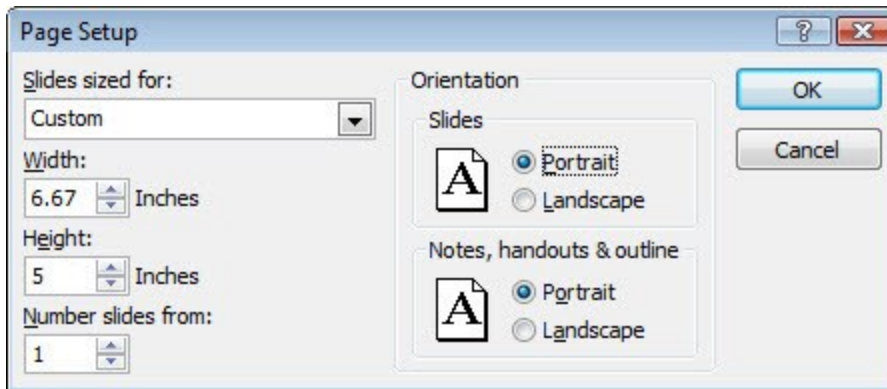 Page Setup
Slides sized for:
Custom
Width:
6.67 Inches
Height:
5 Inches
Number slides from:
1
Orientation
Slides
A
Portrait
Landscape
Notes, handouts & outline
A
Portrait
Landscape
OK
Cancel